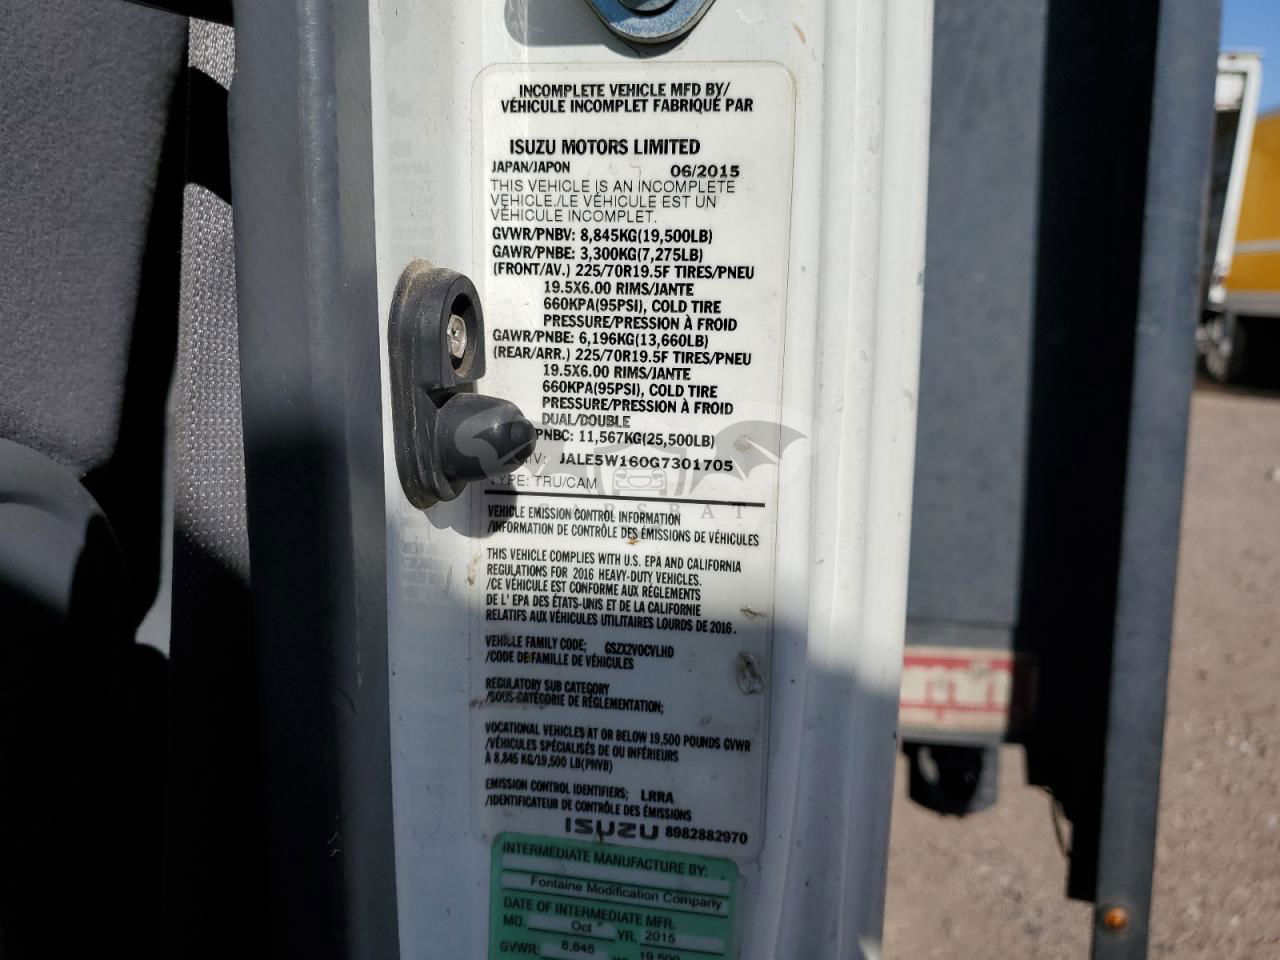 INCOMPLETE VEHICLE MFD BY/
VÉHICULE INCOMPLET FABRIQUÉ PAR
ISUZU MOTORS LIMITED
JAPAN/JAPON 06/2015
THIS VEHICLE IS AN INCOMPLETE
VEHICLE./LE VÉHICULE EST UN
VÉHICULE INCOMPLET.
GVWR/PNBV: 8,845KG(19,500LB)
GAWR/PNBE: 3,300KG(7,275LB)
(FRONT/AV.) 225/70R19.5F TIRES/PNEU
19.5X6.00 RIMS/JANTE
660KPA(95PSI), COLD TIRE
PRESSURE/PRESSION À FROID
GAWR/PNBE: 6,196KG(13,660LB)
(REAR/ARR.) 225/70R19.5F TIRES/PNEU
19.5X6.00 RIMS/JANTE
660KPA(95PSI), COLD TIRE
PRESSURE/PRESSION À FROID
DUAL/DOUBLE
PNBC: 11,567KG(25,500LB)
IV: JALE5W160G7301705
TYPE: TRU/CAM
VEHICLE EMISSION CONTROL INFORMATION
/INFORMATION DE CONTRÔLE DES ÉMISSIONS DE VÉHICULES
THIS VEHICLE COMPLIES WITH U.S. EPA AND CALIFORNIA
REGULATIONS FOR 2016 HEAVY-DUTY VEHICLES.
/CE VÉHICULE EST CONFORME AUX RÉGLEMENTS
DE L'EPA DES ÉTATS-UNIS ET DE LA CALIFORNIE
RELATIFS AUX VÉHICULES UTILITAIRES LOURDS DE 2016.
VEHICLE FAMILY CODE; GSZX2VOCVLHD
/CODE DE FAMILLE DE VÉHICULES
REGULATORY SUB CATEGORY
/SOUS-CATÉGORIE DE RÉGLEMENTATION;
VOCATIONAL VEHICLES AT OR BELOW 19,500 POUNDS GVWR
/VÉHICULES SPÉCIALISÉS DE OU INFÉRIEURS
À 8,845 KG/19,500 LB(PNVB)
EMISSION CONTROL IDENTIFIERS; LRRA
/IDENTIFICATEUR DE CONTRÔLE DES ÉMISSIONS
ISUZU 8982882970
INTERMEDIATE MANUFACTURE BY:
Fontaine Modification Company
DATE OF INTERMEDIATE MFR.
MO. Oct YR. 2015
GVWR: 8,845 19,500